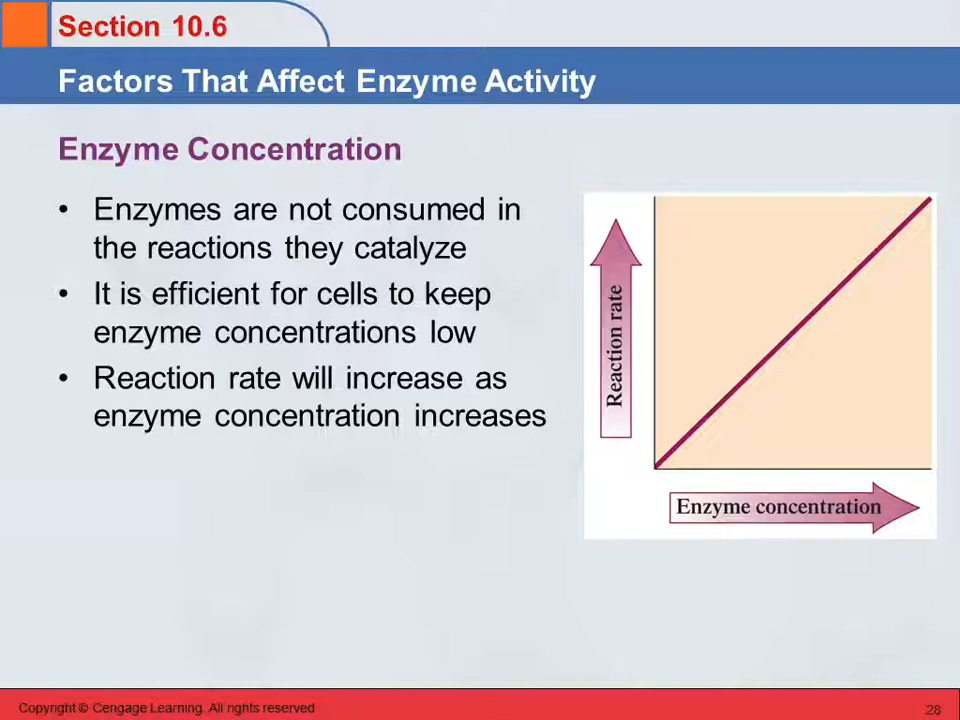 Section 10.6
Factors That Affect Enzyme Activity
Enzyme Concentration
• Enzymes are not consumed in
the reactions they catalyze
• It is efficient for cells to keep
enzyme concentrations low
• Reaction rate will increase as
enzyme concentration increases
Reaction rate
Enzyme concentration
Copyright © Cengage Learning. All rights reserved
28